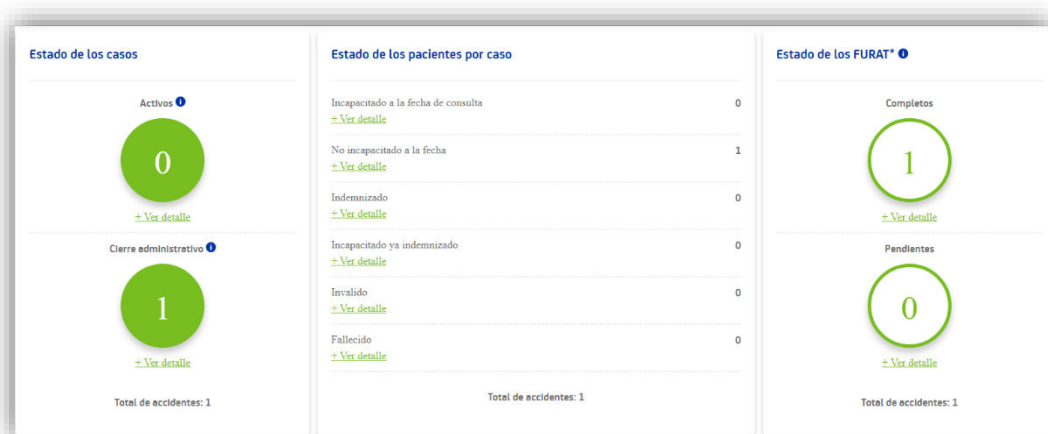 Estado de los casos
Activos
0
+ Ver detalle
Cierre administrativo
1
+ Ver detalle
Total de accidentes: 1
Estado de los pacientes por caso
Incapacitado a la fecha de consulta 0
+ Ver detalle
No incapacitado a la fecha 1
+ Ver detalle
Indemnizado 0
+ Ver detalle
Incapacitado ya indemnizado 0
+ Ver detalle
Invalido 0
+ Ver detalle
Fallecido 0
+ Ver detalle
Total de accidentes: 1
Estado de los FURAT*
Completos
1
+ Ver detalle
Pendientes
0
+ Ver detalle
Total de accidentes: 1